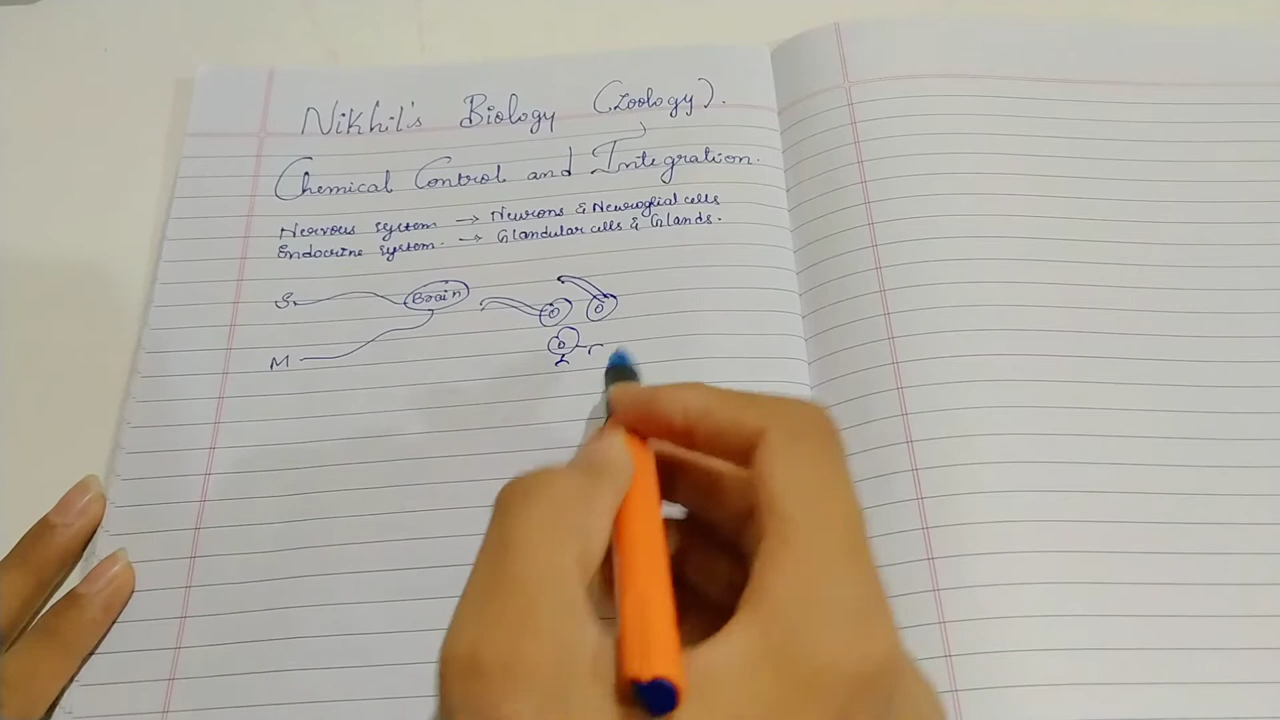 Nikhil's Biology (Zoology).
Chemical Control and Integration.
Nervous system → Neurons & Neuroglial cells
Endocrine system. → Glandular cells & Glands.
S
Brain
M